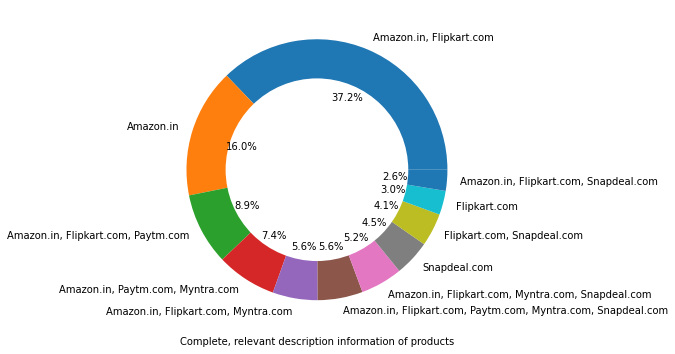 Amazon.in, Flipkart.com
37.2%
Amazon.in
16.0%
Amazon.in, Flipkart.com, Paytm.com
8.9%
Amazon.in, Paytm.com, Myntra.com
7.4%
Amazon.in, Flipkart.com, Myntra.com
5.6%
Amazon.in, Flipkart.com, Paytm.com, Myntra.com, Snapdeal.com
5.6%
Amazon.in, Flipkart.com, Myntra.com, Snapdeal.com
5.2%
Snapdeal.com
4.5%
Flipkart.com, Snapdeal.com
4.1%
Flipkart.com
3.0%
Amazon.in, Flipkart.com, Snapdeal.com
2.6%
Complete, relevant description information of products